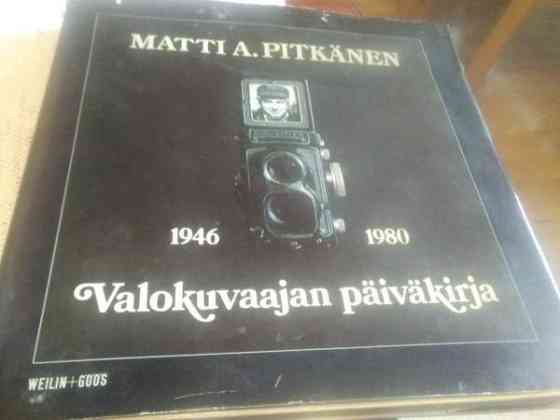 MATTI A. PITKÄNEN
1946
1980
Valokuvaajan päiväkirja
WEILIN+GÖÖS